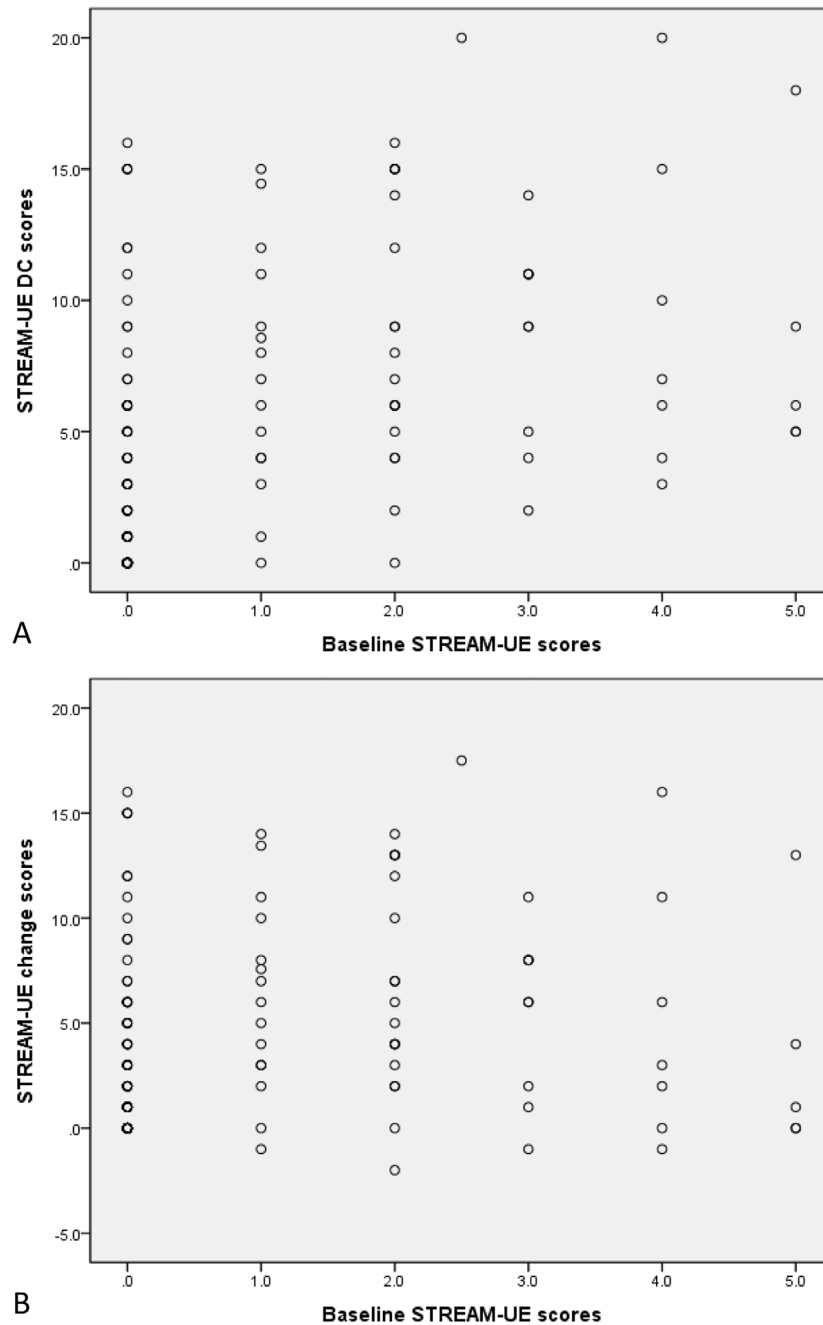 20.0
15.0
10.0
5.0
.0
STREAM-UE DC scores
.0 1.0 2.0 3.0 4.0 5.0
A
Baseline STREAM-UE scores
20.0
15.0
10.0
5.0
.0
-5.0
STREAM-UE change scores
.0 1.0 2.0 3.0 4.0 5.0
B
Baseline STREAM-UE scores